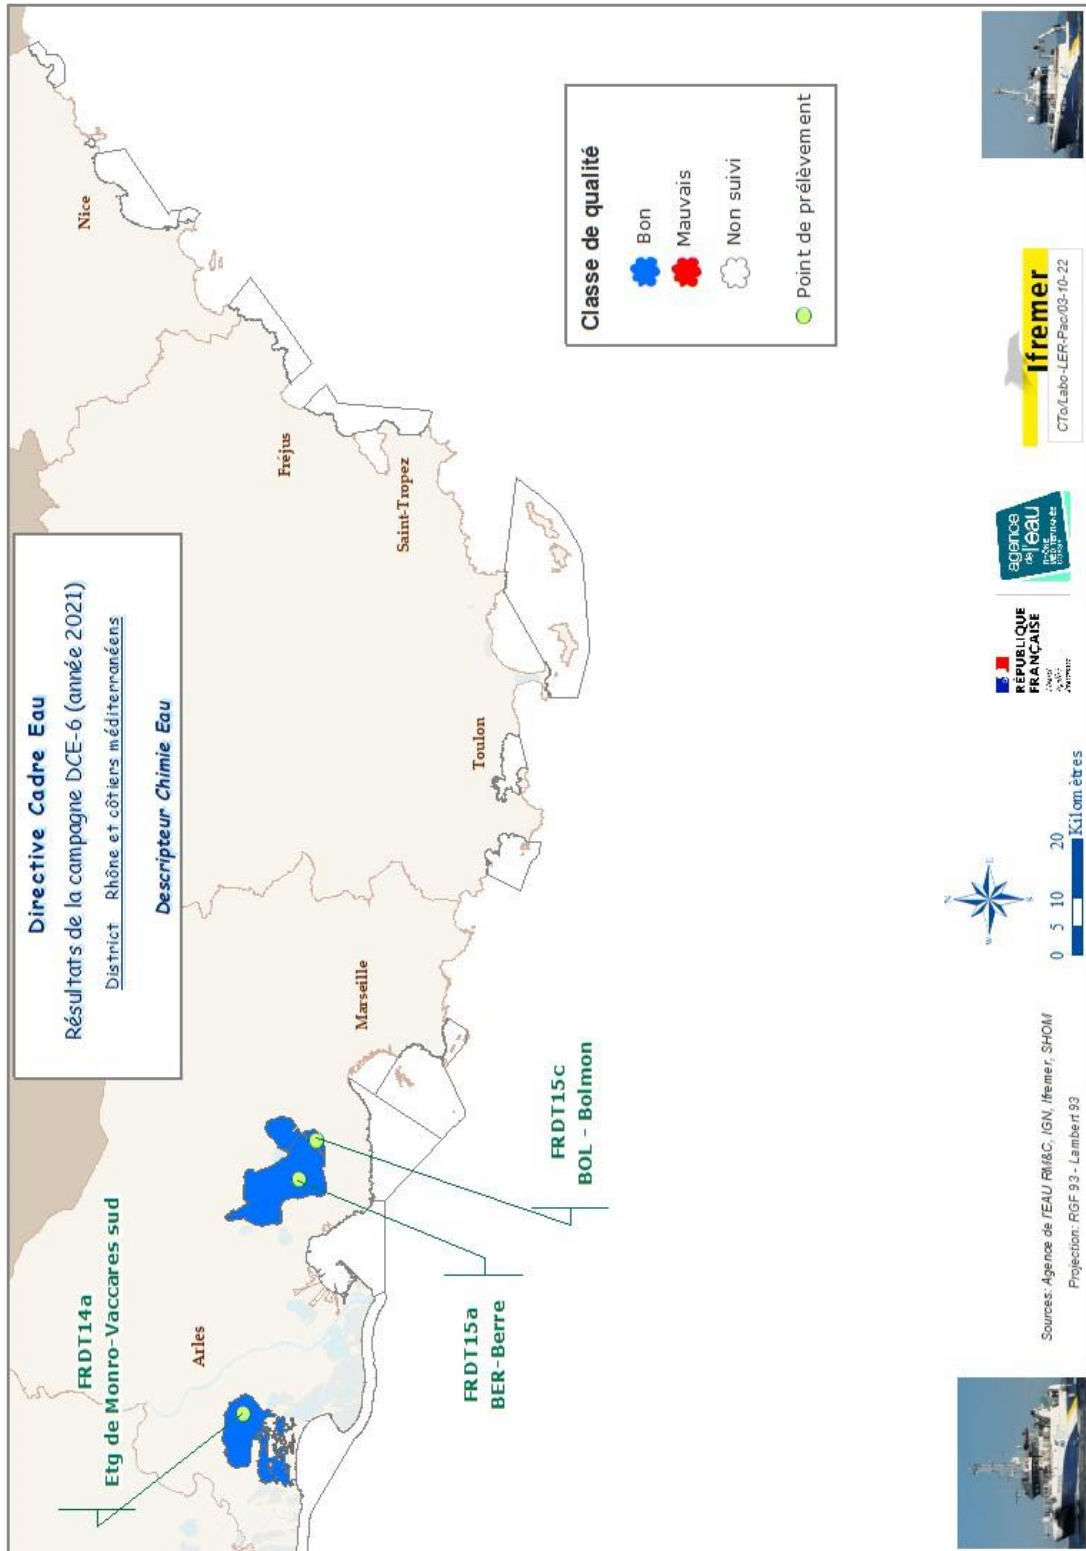 Directive Cadre Eau
Résultats de la campagne DCE-6 (année 2021)
District Rhône et côtiers méditerranéens
Descripteur Chimie Eau
FRDT14a
Etg de Monro-Vaccares sud
Arles
FRDT15a
BER-Berre
FRDT15c
BOL - Bolmon
Marseille
Toulon
Saint-Tropez
Fréjus
Nice
Classe de qualité
Bon
Mauvais
Non suivi
Point de prélèvement
Sources: Agence de l'EAU RM&C, IGN, Ifremer, SHOM
Projection: RGF 93 - Lambert 93
N
W
E
S
0 5 10 20
Kilomètres
RÉPUBLIQUE
FRANÇAISE
agence
de l'eau
RHÔNE
MÉDITERRANÉE
CORSE
Ifremer
CTo/Labo-LER-Pac/03-10-22